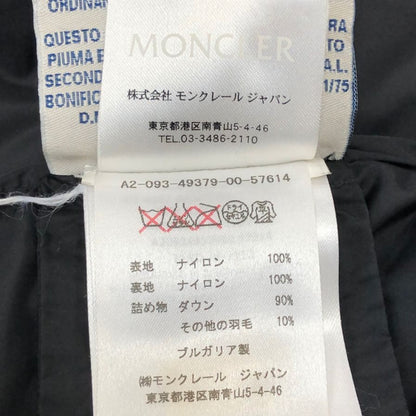 ORDINAN
QUESTO
PIUMA E
SECOND
BONIFIC
D.M
RA
A.L.
1/75
MONCLER
株式会社 モンクレール ジャパン
東京都港区南青山5-4-46
TEL.03-3486-2110
A2-093-49379-00-57614
ドライ
表地 ナイロン 100%
裏地 ナイロン 100%
詰め物 ダウン 90%
その他の羽毛 10%
ブルガリア製
㈱モンクレール ジャパン
東京都港区南青山5-4-46